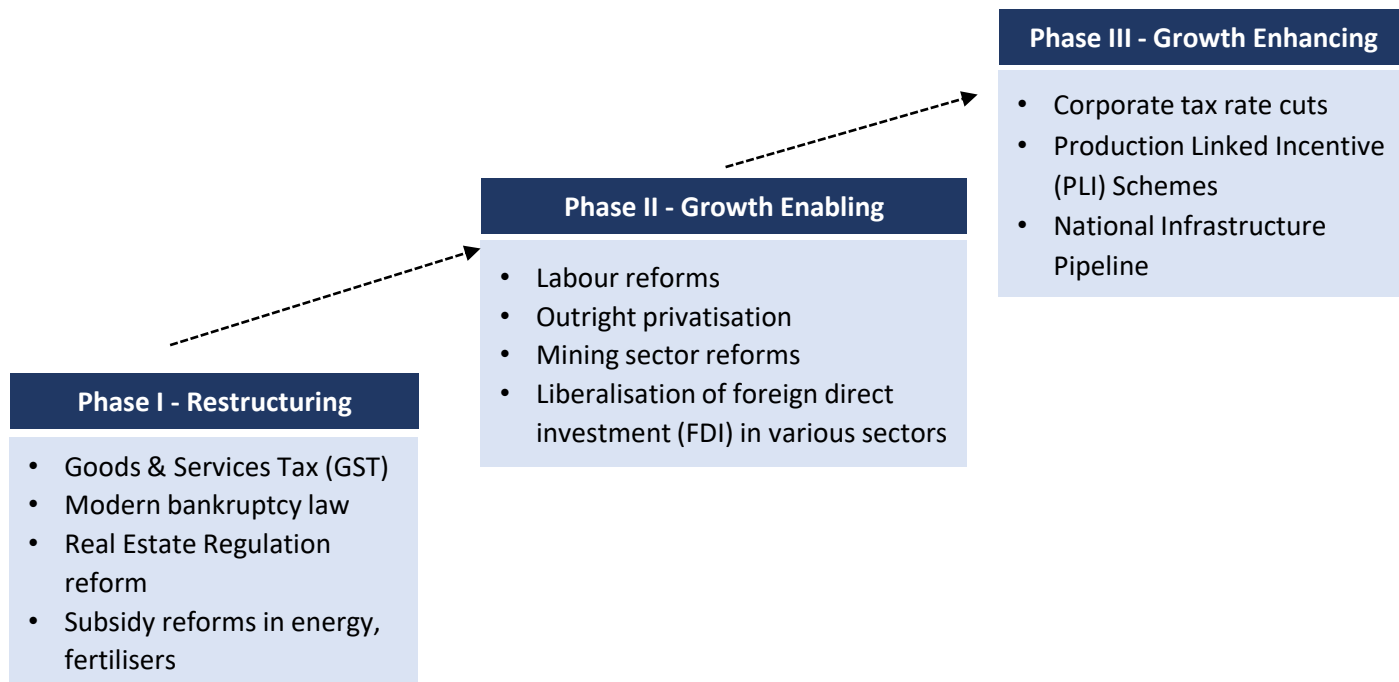 Phase III - Growth Enhancing
• Corporate tax rate cuts
• Production Linked Incentive
(PLI) Schemes
• National Infrastructure
Pipeline
Phase II - Growth Enabling
• Labour reforms
• Outright privatisation
• Mining sector reforms
• Liberalisation of foreign direct
investment (FDI) in various sectors
Phase I - Restructuring
• Goods & Services Tax (GST)
• Modern bankruptcy law
• Real Estate Regulation
reform
• Subsidy reforms in energy,
fertilisers